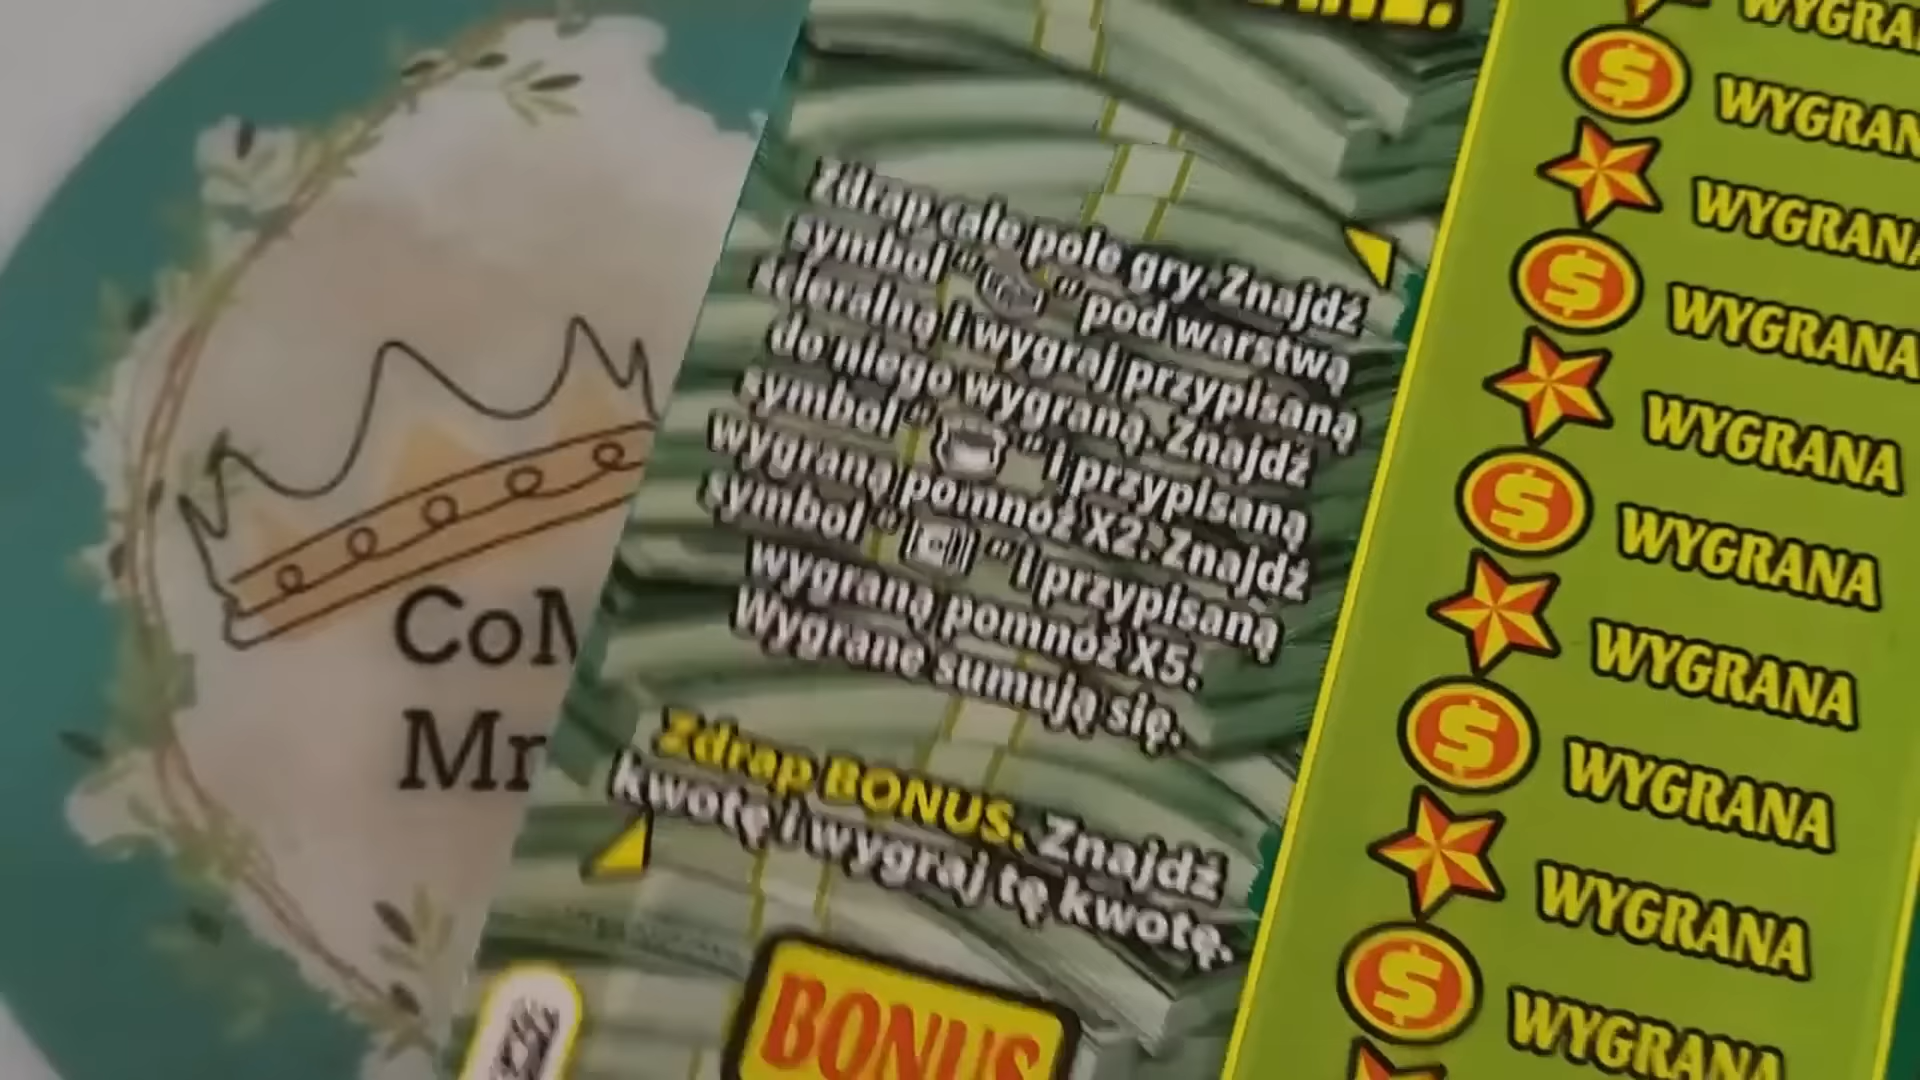 Zdrap całe pole gry. Znajdź
symbol " " pod warstwą
ścieralną i wygraj przypisaną
do niego wygraną. Znajdź
symbol " " i przypisaną
wygraną pomnóż X2. Znajdź
symbol " " i przypisaną
wygraną pomnóż X5.
Wygrane sumują się.
Zdrap BONUS. Znajdź
kwotę i wygraj tę kwotę.
BONUS
WYGRANA
WYGRANA
WYGRANA
WYGRANA
WYGRANA
WYGRANA
WYGRANA
WYGRANA
WYGRANA
WYGRANA